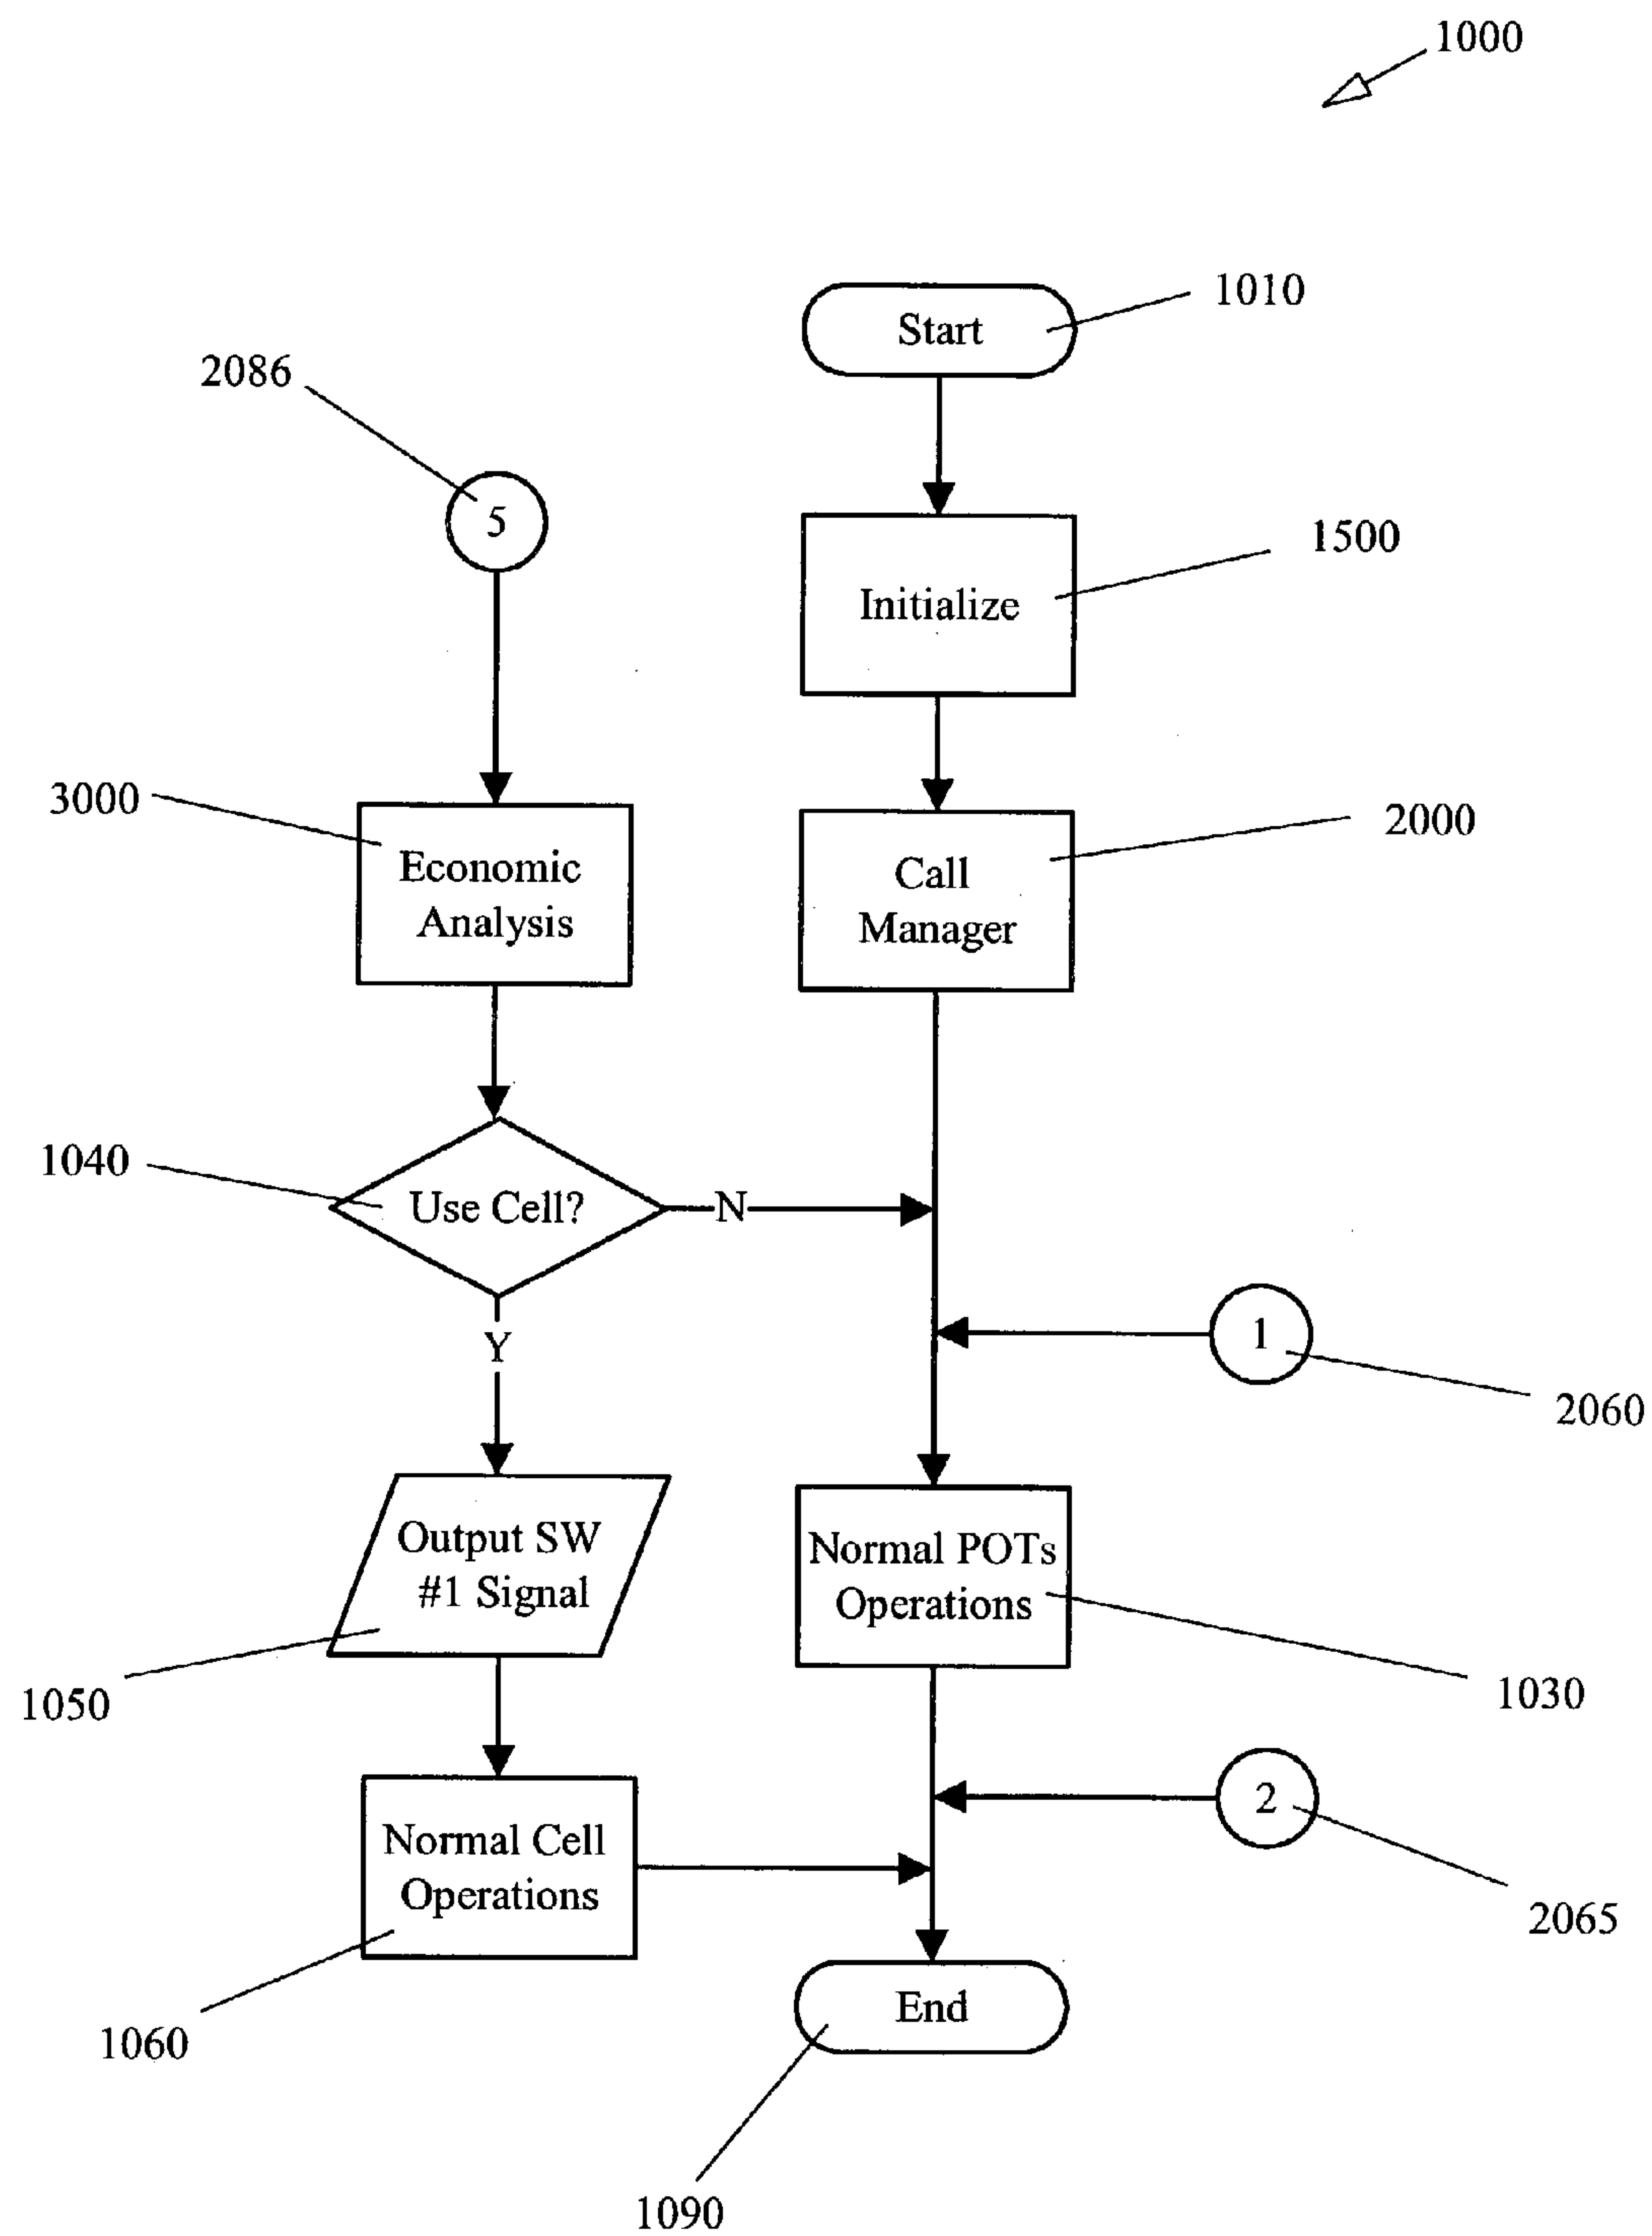 1000
Start
1010
2086
5
Initialize
1500
3000
Economic
Analysis
Call
Manager
2000
1040
Use Cell?
N
Y
1
2060
Output SW
#1 Signal
1050
Normal POTs
Operations
1030
Normal Cell
Operations
1060
2
2065
End
1090